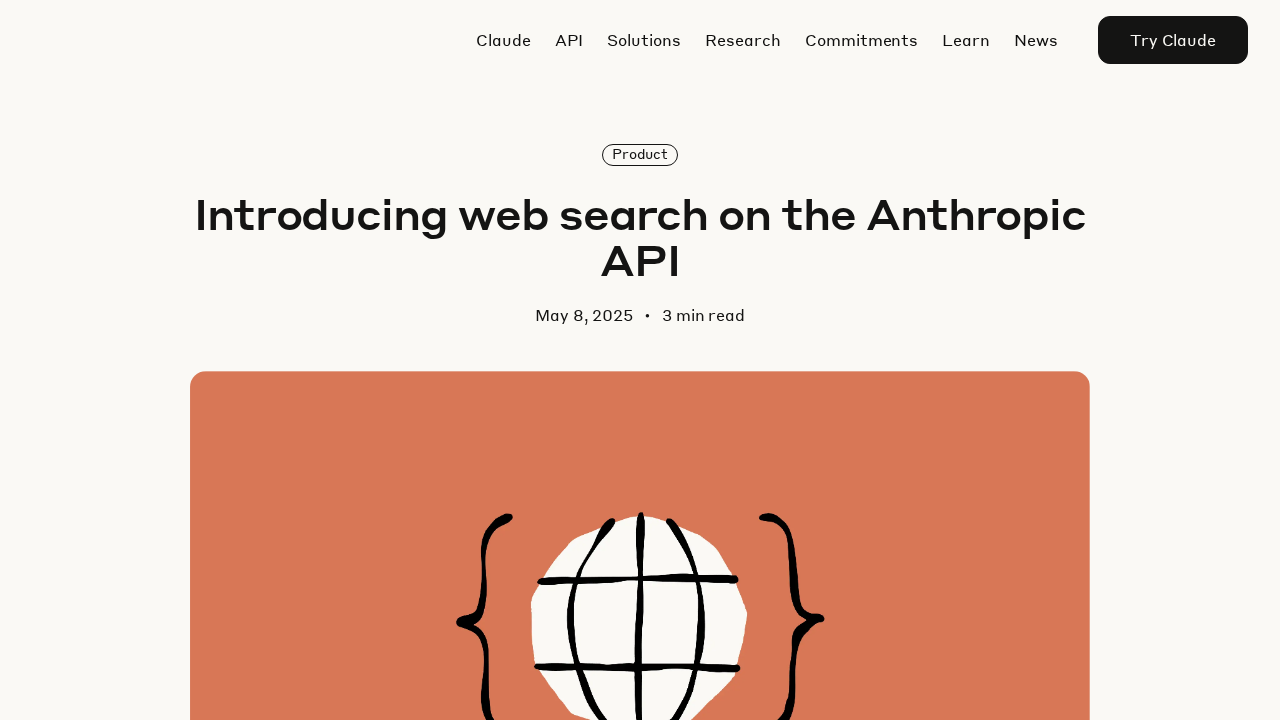 Claude API Solutions Research Commitments Learn News Try Claude
Product
Introducing web search on the Anthropic
API
May 8, 2025 • 3 min read